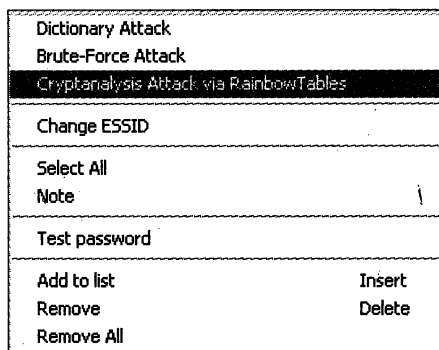 Dictionary Attack
Brute-Force Attack
Cryptanalysis Attack via RainbowTables
Change ESSID
Select All
Note
Test password
Add to list Insert
Remove Delete
Remove All